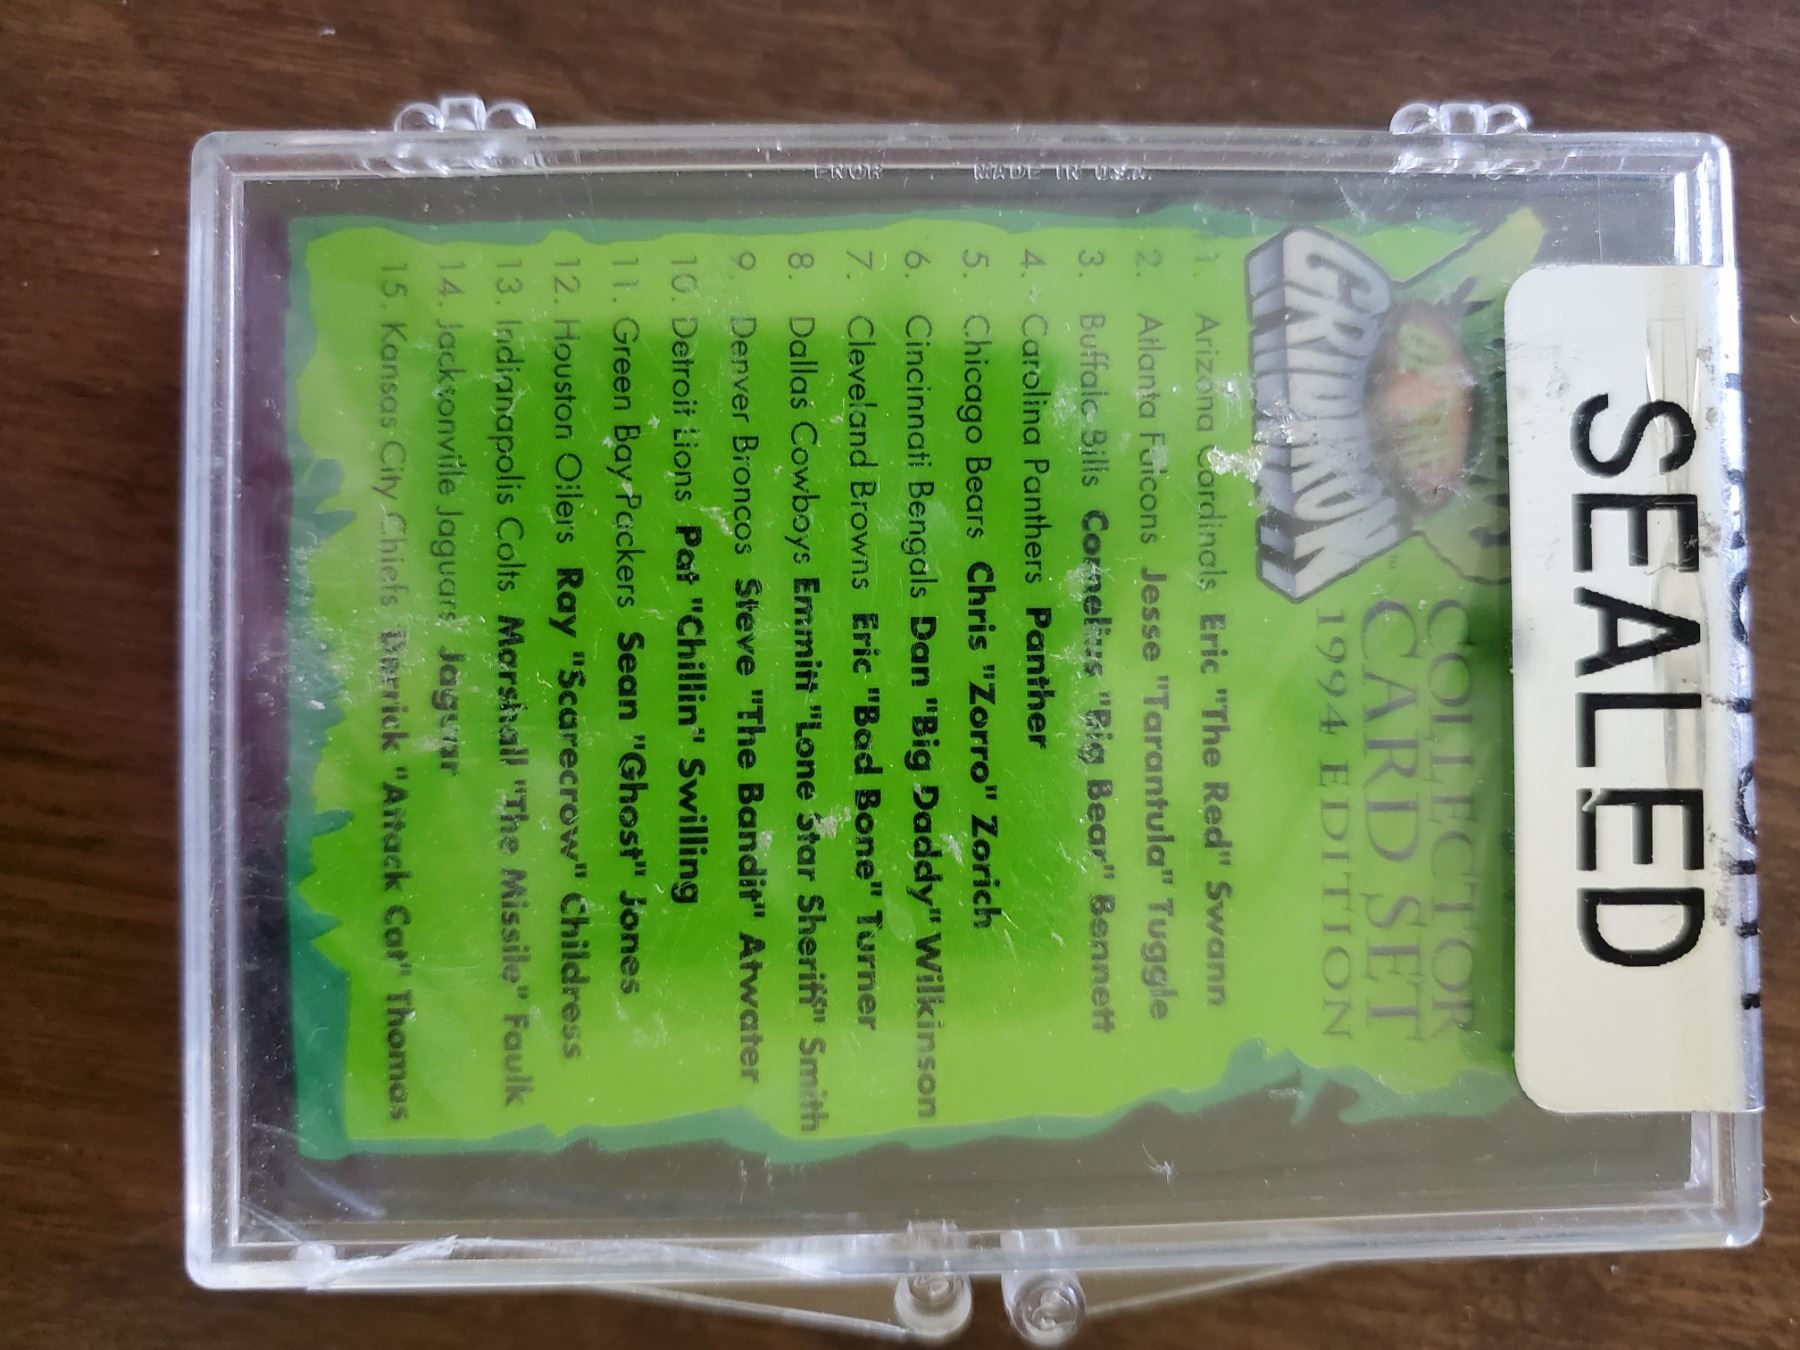 SEALED
GRIDIRON
COLLECTOR
CARD SET
1994 EDITION
1. Arizona Cardinals Eric "The Red" Swann
2. Atlanta Falcons Jesse "Tarantula" Tuggle
3. Buffalo Bills Cornelius "Big Bear" Bennett
4. Carolina Panthers Panther
5. Chicago Bears Chris "Zorro" Zorich
6. Cincinnati Bengals Dan "Big Daddy" Wilkinson
7. Cleveland Browns Eric "Bad Bone" Turner
8. Dallas Cowboys Emmitt "Lone Star Sheriff" Smith
9. Denver Broncos Steve "The Bandit" Atwater
10. Detroit Lions Pat "Chillin" Swilling
11. Green Bay Packers Sean "Ghost" Jones
12. Houston Oilers Ray "Scarecrow" Childress
13. Indianapolis Colts Marshall "The Missile" Faulk
14. Jacksonville Jaguars Jaguar
15. Kansas City Chiefs Derrick "Attack Cat" Thomas
ENOR MADE IN U.S.A.